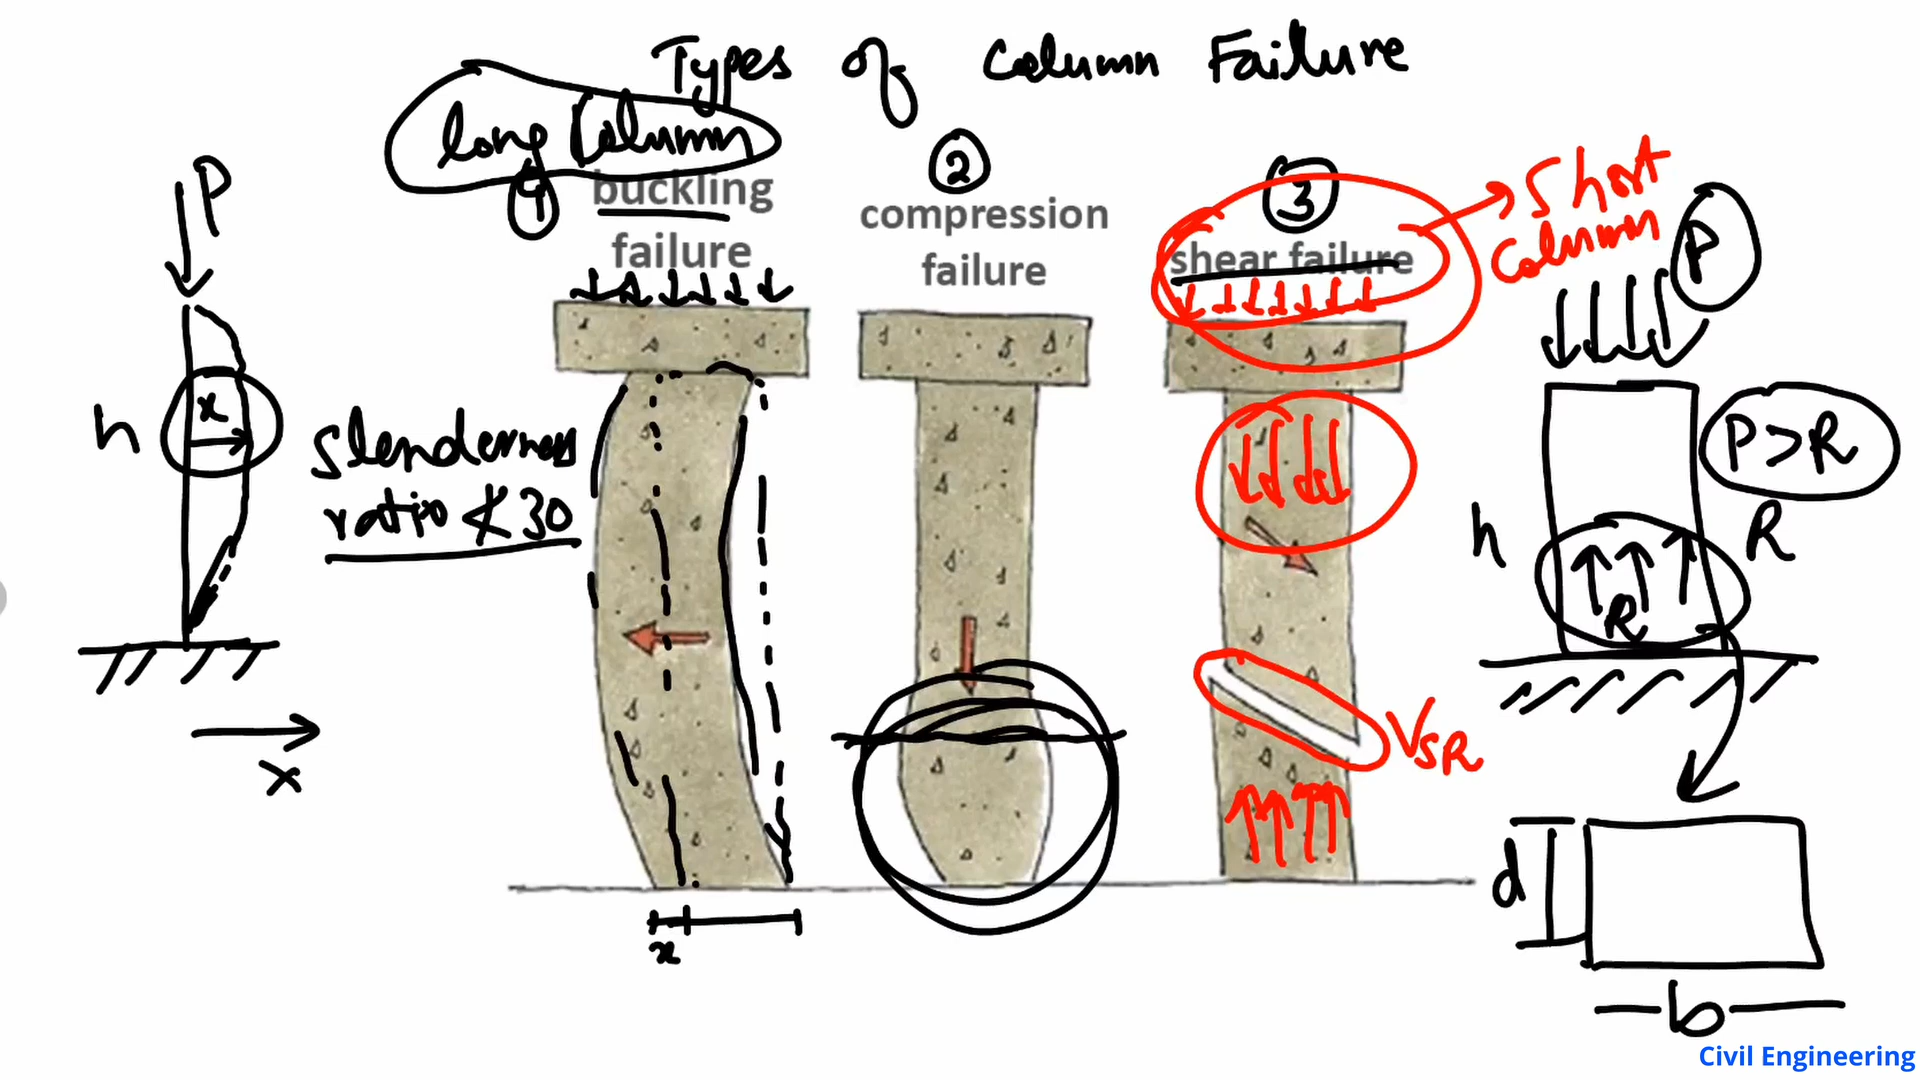 Types of Column Failure
long Column
1
buckling
failure
2
compression
failure
3
shear failure
Short
Column
P
P
h
x
Slenderness
ratio ≮ 30
x
x
VSR
P>R
h
R
R
d
b
Civil Engineering